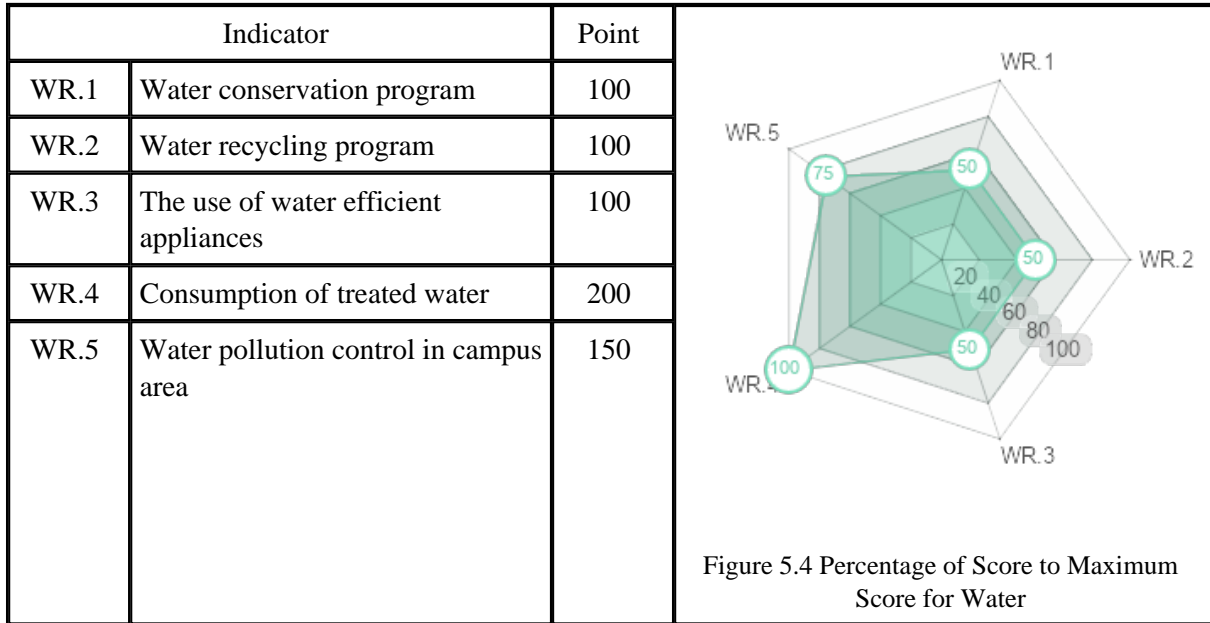 Indicator Point
WR.1 Water conservation program 100
WR.2 Water recycling program 100
WR.3 The use of water efficient 100
appliances
WR.4 Consumption of treated water 200
WR.5 Water pollution control in campus 150
area
WR.1
WR.5
75
50
50
WR.2
20
40
60
80
100
50
100
WR.4
WR.3
Figure 5.4 Percentage of Score to Maximum
Score for Water